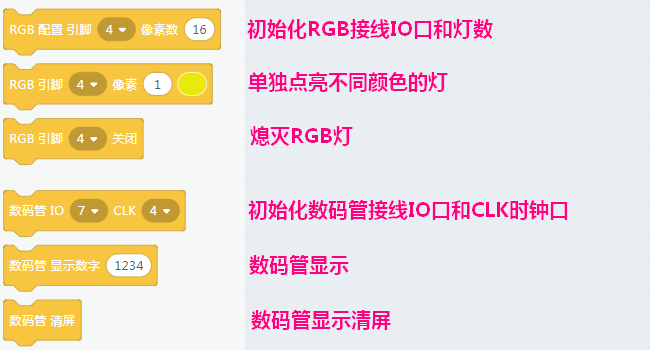 RGB 配置 引脚 4 像素数 16 初始化RGB接线IO口和灯数
RGB 引脚 4 像素 1 单独点亮不同颜色的灯
RGB 引脚 4 关闭 熄灭RGB灯
数码管 IO 7 CLK 4 初始化数码管接线IO口和CLK时钟口
数码管 显示数字 1234 数码管显示
数码管 清屏 数码管显示清屏